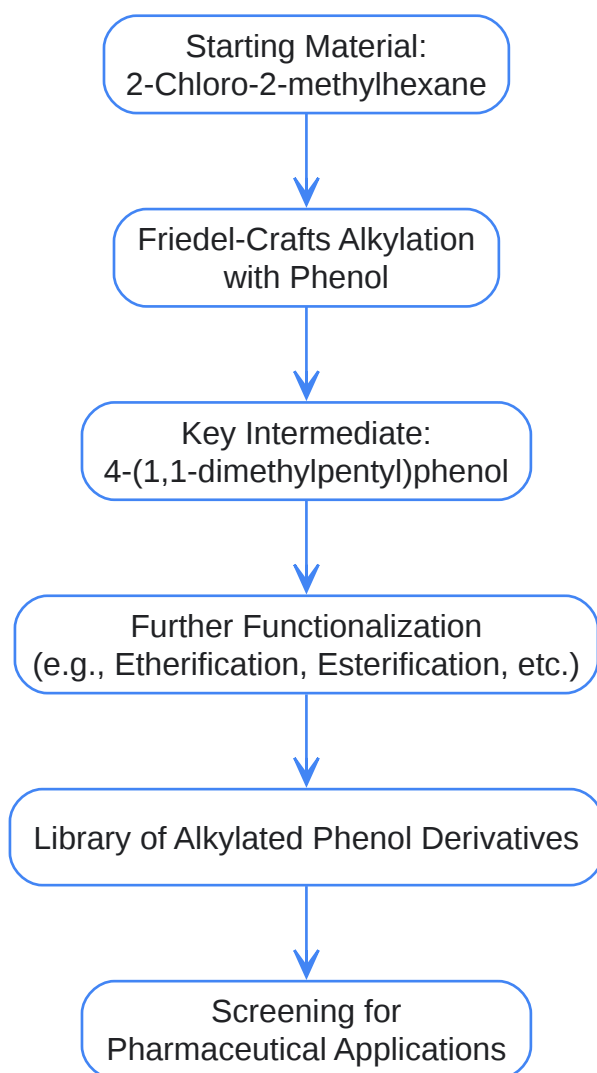 Starting Material:
2-Chloro-2-methylhexane
Friedel-Crafts Alkylation
with Phenol
Key Intermediate:
4-(1,1-dimethylpentyl)phenol
Further Functionalization
(e.g., Etherification, Esterification, etc.)
Library of Alkylated Phenol Derivatives
Screening for
Pharmaceutical Applications